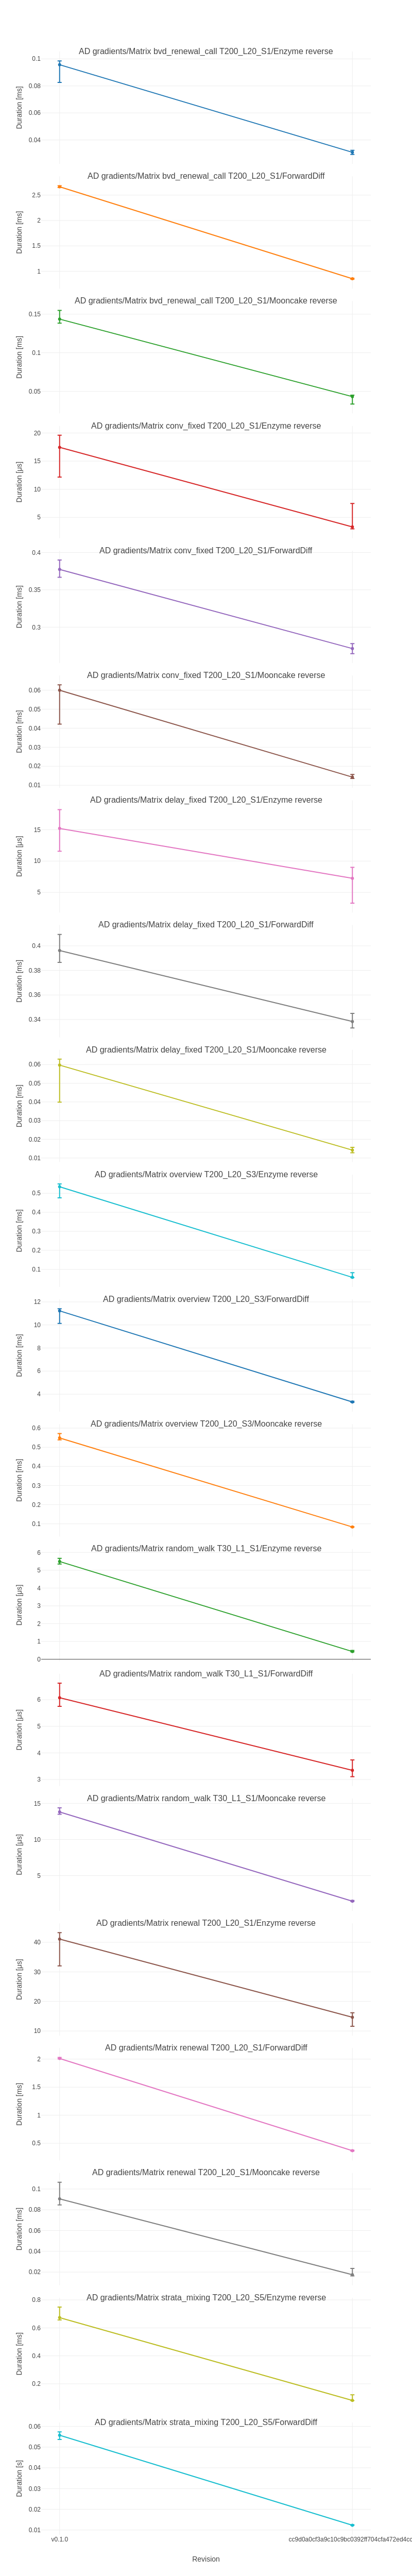 AD gradients/Matrix bvd_renewal_call T200_L20_S1/Enzyme reverse
Duration [ms]
0.1
0.08
0.06
0.04
AD gradients/Matrix bvd_renewal_call T200_L20_S1/ForwardDiff
Duration [ms]
2.5
2
1.5
1
AD gradients/Matrix bvd_renewal_call T200_L20_S1/Mooncake reverse
Duration [ms]
0.15
0.1
0.05
AD gradients/Matrix conv_fixed T200_L20_S1/Enzyme reverse
Duration [µs]
20
15
10
5
AD gradients/Matrix conv_fixed T200_L20_S1/ForwardDiff
Duration [ms]
0.4
0.35
0.3
AD gradients/Matrix conv_fixed T200_L20_S1/Mooncake reverse
Duration [ms]
0.06
0.05
0.04
0.03
0.02
0.01
AD gradients/Matrix delay_fixed T200_L20_S1/Enzyme reverse
Duration [µs]
15
10
5
AD gradients/Matrix delay_fixed T200_L20_S1/ForwardDiff
Duration [ms]
0.4
0.38
0.36
0.34
AD gradients/Matrix delay_fixed T200_L20_S1/Mooncake reverse
Duration [ms]
0.06
0.05
0.04
0.03
0.02
0.01
AD gradients/Matrix overview T200_L20_S3/Enzyme reverse
Duration [ms]
0.5
0.4
0.3
0.2
0.1
AD gradients/Matrix overview T200_L20_S3/ForwardDiff
Duration [ms]
12
10
8
6
4
AD gradients/Matrix overview T200_L20_S3/Mooncake reverse
Duration [ms]
0.6
0.5
0.4
0.3
0.2
0.1
AD gradients/Matrix random_walk T30_L1_S1/Enzyme reverse
Duration [µs]
6
5
4
3
2
1
0
AD gradients/Matrix random_walk T30_L1_S1/ForwardDiff
Duration [µs]
6
5
4
3
AD gradients/Matrix random_walk T30_L1_S1/Mooncake reverse
Duration [µs]
15
10
5
AD gradients/Matrix renewal T200_L20_S1/Enzyme reverse
Duration [µs]
40
30
20
10
AD gradients/Matrix renewal T200_L20_S1/ForwardDiff
Duration [ms]
2
1.5
1
0.5
AD gradients/Matrix renewal T200_L20_S1/Mooncake reverse
Duration [ms]
0.1
0.08
0.06
0.04
0.02
AD gradients/Matrix strata_mixing T200_L20_S5/Enzyme reverse
Duration [ms]
0.8
0.6
0.4
0.2
AD gradients/Matrix strata_mixing T200_L20_S5/ForwardDiff
Duration [s]
0.06
0.05
0.04
0.03
0.02
0.01
v0.1.0
Revision